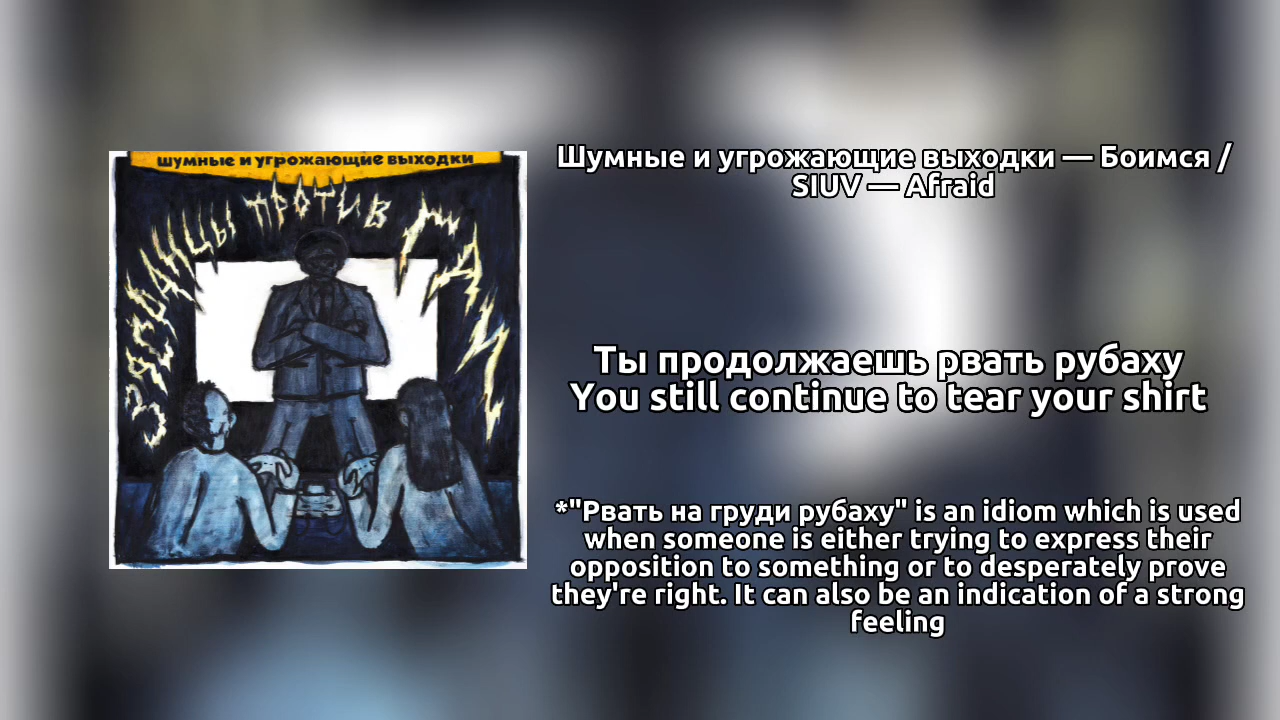 шумные и угрожающие выходки
ЗАСРАНЦЫ ПРОТИВ ГАИ
Шумные и угрожающие выходки — Боимся /
SIUV — Afraid
Ты продолжаешь рвать рубаху
You still continue to tear your shirt
*"Рвать на груди рубаху" is an idiom which is used
when someone is either trying to express their
opposition to something or to desperately prove
they're right. It can also be an indication of a strong
feeling